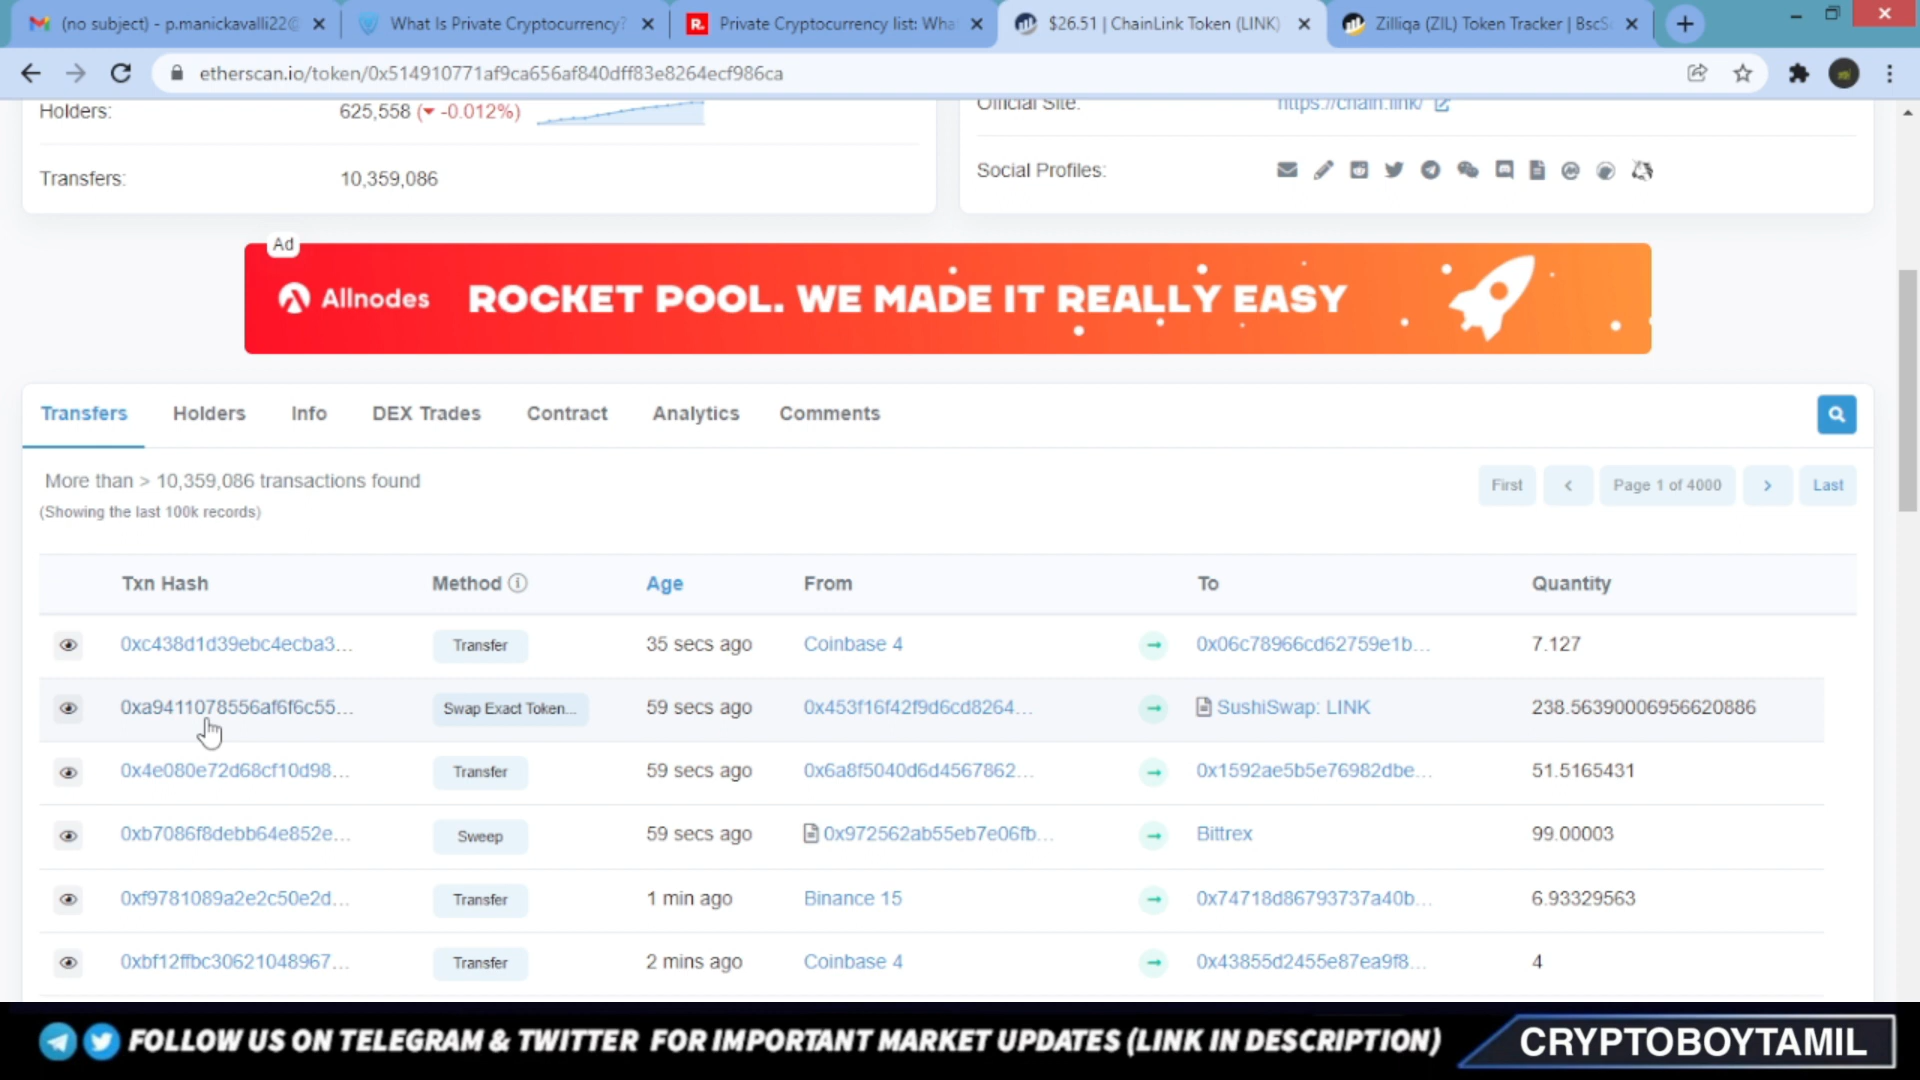 (no subject) - p.manickavalli22@
What Is Private Cryptocurrency?
R. Private Cryptocurrency list: Wha
$26.51 | ChainLink Token (LINK)
Zilliqa (ZIL) Token Tracker | BscSc
etherscan.io/token/0x514910771af9ca656af840dff83e8264ecf986ca
Holders: 625,558 ( -0.012%)
Official Site: https://chain.link/
Transfers: 10,359,086
Social Profiles:
Ad
Allnodes ROCKET POOL. WE MADE IT REALLY EASY
Transfers Holders Info DEX Trades Contract Analytics Comments
More than > 10,359,086 transactions found
(Showing the last 100k records)
First < Page 1 of 4000 > Last
Txn Hash Method Age From To Quantity
0xc438d1d39ebc4ecba3... Transfer 35 secs ago Coinbase 4 0x06c78966cd62759e1b... 7.127
0xa9411078556af6f6c55... Swap Exact Token... 59 secs ago 0x453f16f42f9d6cd8264... SushiSwap: LINK 238.56390006956620886
0x4e080e72d68cf10d98... Transfer 59 secs ago 0x6a8f5040d6d4567862... 0x1592ae5b5e76982dbe... 51.5165431
0xb7086f8debb64e852e... Sweep 59 secs ago 0x972562ab55eb7e06fb... Bittrex 99.00003
0xf9781089a2e2c50e2d... Transfer 1 min ago Binance 15 0x74718d86793737a40b... 6.93329563
0xbf12ffbc30621048967... Transfer 2 mins ago Coinbase 4 0x43855d2455e87ea9f8... 4
FOLLOW US ON TELEGRAM & TWITTER FOR IMPORTANT MARKET UPDATES (LINK IN DESCRIPTION)
CRYPTOBOYTAMIL